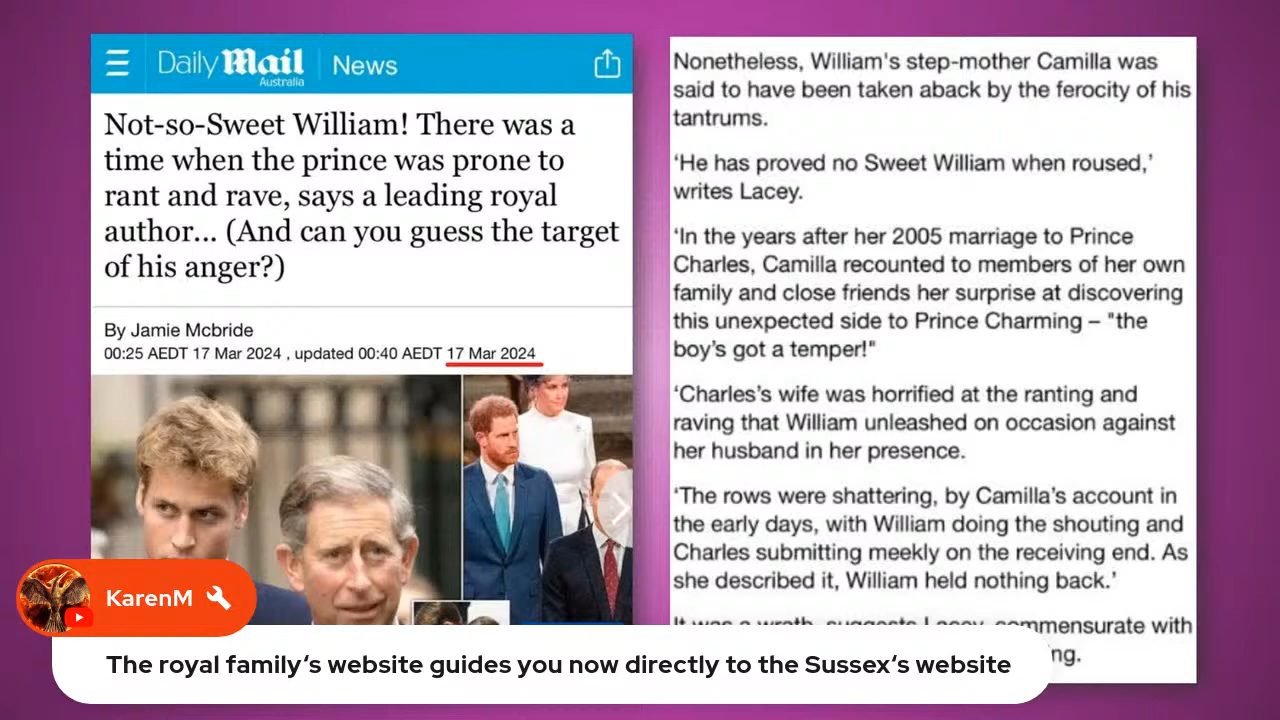 Daily Mail
Australia
News
Not-so-Sweet William! There was a
time when the prince was prone to
rant and rave, says a leading royal
author... (And can you guess the target
of his anger?)
By Jamie Mcbride
00:25 AEDT 17 Mar 2024 , updated 00:40 AEDT 17 Mar 2024
Nonetheless, William's step-mother Camilla was
said to have been taken aback by the ferocity of his
tantrums.
‘He has proved no Sweet William when roused,’
writes Lacey.
‘In the years after her 2005 marriage to Prince
Charles, Camilla recounted to members of her own
family and close friends her surprise at discovering
this unexpected side to Prince Charming – "the
boy’s got a temper!"
‘Charles’s wife was horrified at the ranting and
raving that William unleashed on occasion against
her husband in her presence.
‘The rows were shattering, by Camilla’s account in
the early days, with William doing the shouting and
Charles submitting meekly on the receiving end. As
she described it, William held nothing back.’
It was a wrath, suggests Lacey, commensurate with
KarenM
The royal family‘s website guides you now directly to the Sussex‘s website